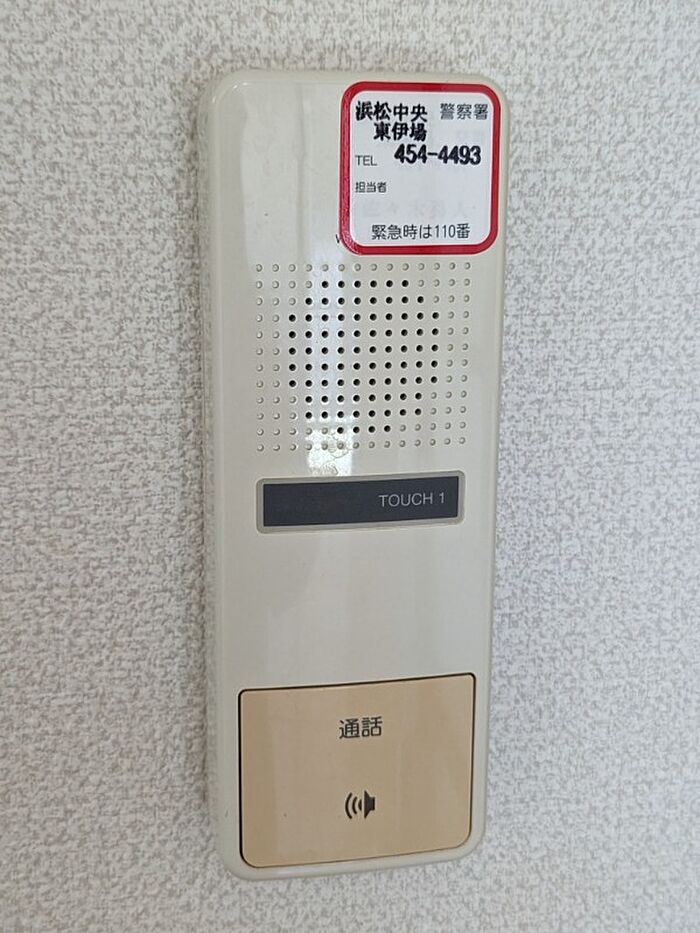 浜松中央 警察署
東伊場
TEL 454-4493
担当者
緊急時は110番
TOUCH 1
通話